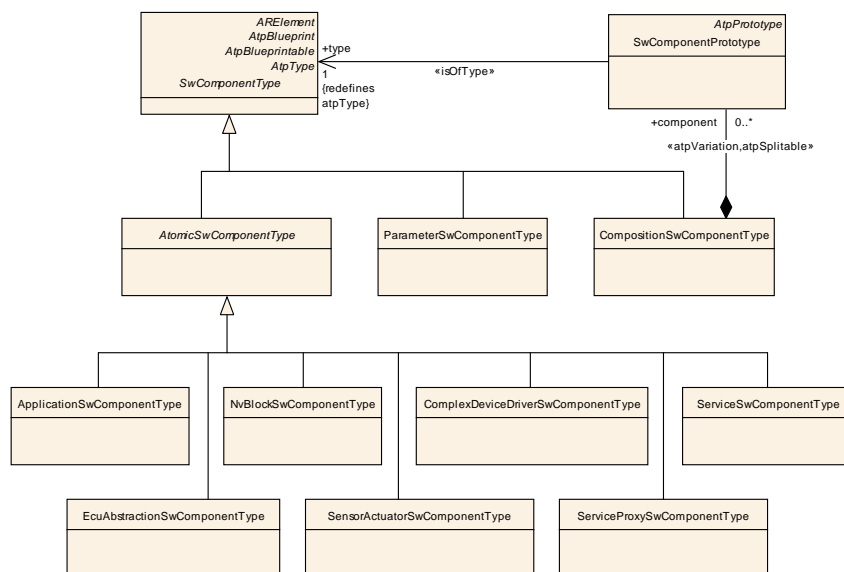 ARElement
AtpBlueprint
AtpBlueprintable
AtpType
SwComponentType
+type
1
{redefines
atpType}
«isOfType»
AtpPrototype
SwComponentPrototype
+component
0..*
«atpVariation,atpSplitable»
AtomicSwComponentType
ParameterSwComponentType
CompositionSwComponentType
ApplicationSwComponentType
NvBlockSwComponentType
ComplexDeviceDriverSwComponentType
ServiceSwComponentType
EcuAbstractionSwComponentType
SensorActuatorSwComponentType
ServiceProxySwComponentType